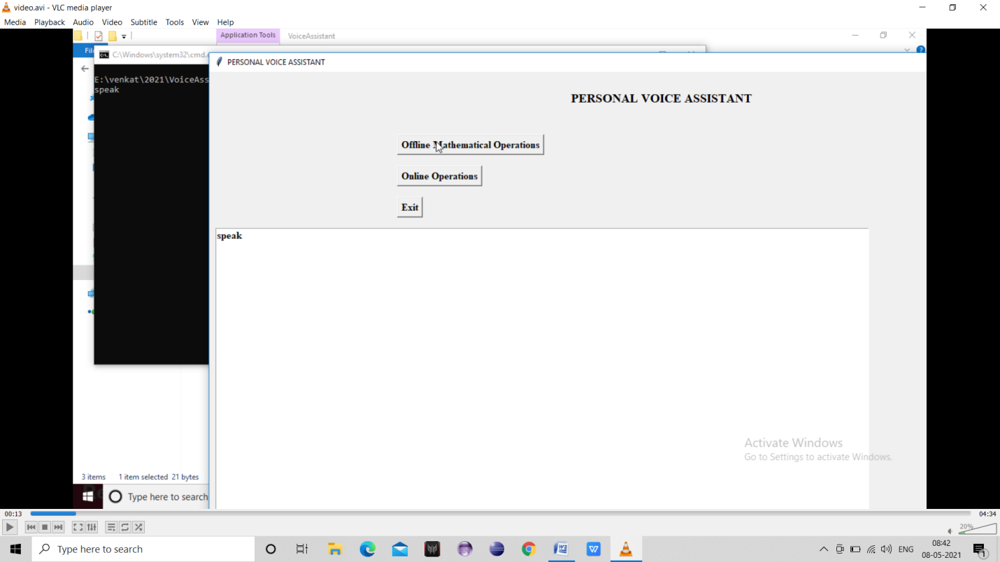 video.avi - VLC media player
Media Playback Audio Video Subtitle Tools View Help
Application Tools VoiceAssistant
C:\Windows\system32\cmd.
PERSONAL VOICE ASSISTANT
E:\venkat\2021\VoiceAss
speak
PERSONAL VOICE ASSISTANT
Offline Mathematical Operations
Online Operations
Exit
speak
Activate Windows
Go to Settings to activate Windows.
3 items 1 item selected 21 bytes
Type here to search
00:13 04:34
20%
Type here to search
ENG
08:42
08-05-2021
1